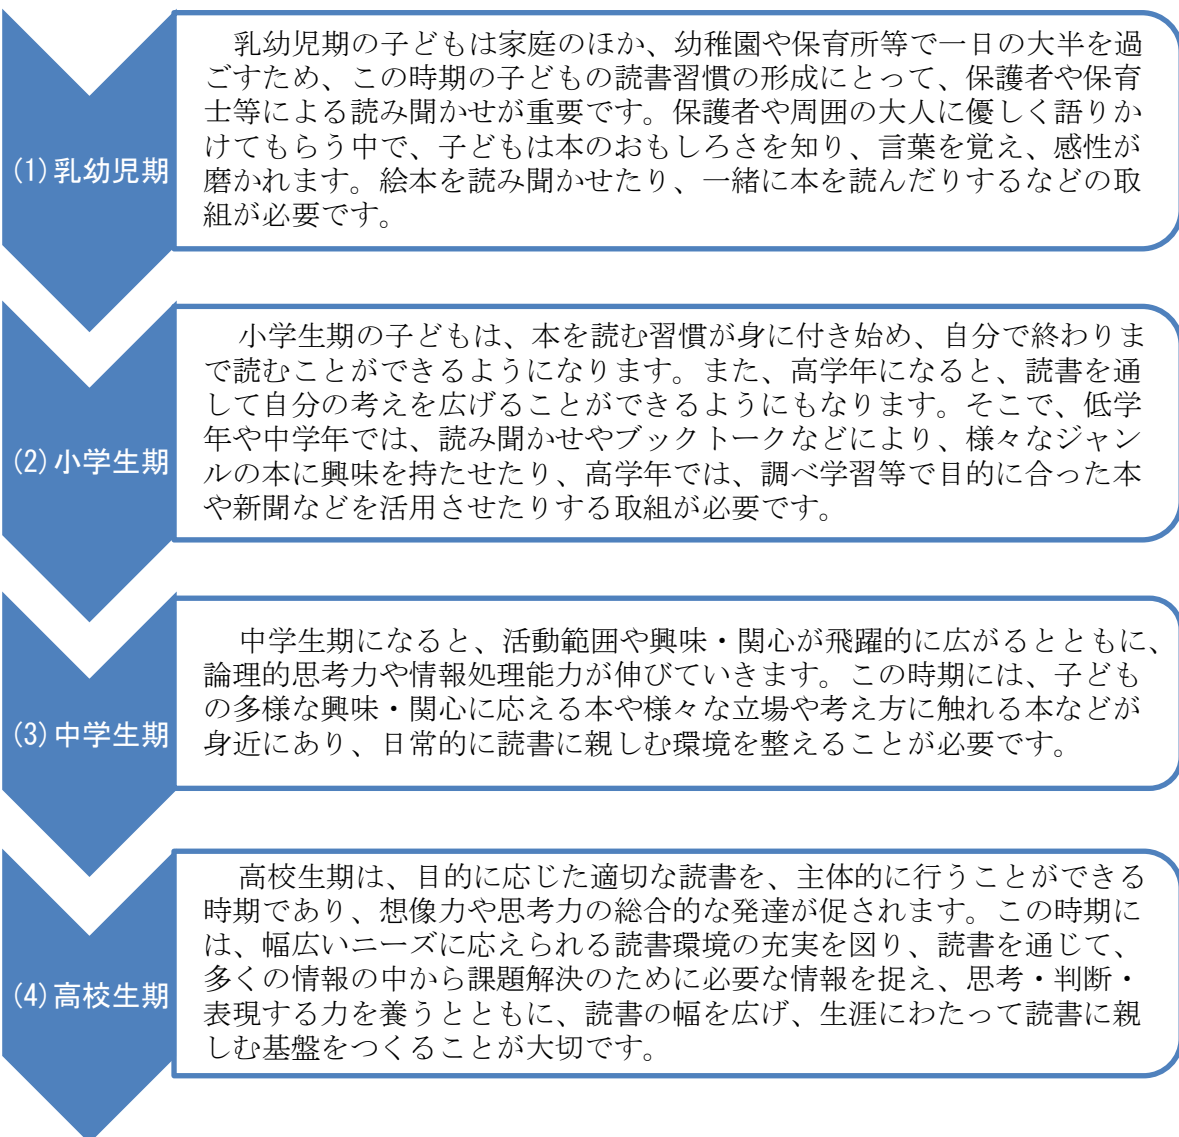 (1)乳幼児期
乳幼児期の子どもは家庭のほか、幼稚園や保育所等で一日の大半を過
ごすため、この時期の子どもの読書習慣の形成にとって、保護者や保育
士等による読み聞かせが重要です。保護者や周囲の大人に優しく語りか
けてもらう中で、子どもは本のおもしろさを知り、言葉を覚え、感性が
磨かれます。絵本を読み聞かせたり、一緒に本を読んだりするなどの取
組が必要です。
(2)小学生期
小学生期の子どもは、本を読む習慣が身に付き始め、自分で終わりま
で読むことができるようになります。また、高学年になると、読書を通
して自分の考えを広げることができるようにもなります。そこで、低学
年や中学年では、読み聞かせやブックトークなどにより、様々なジャン
ルの本に興味を持たせたり、高学年では、調べ学習等で目的に合った本
や新聞などを活用させたりする取組が必要です。
(3)中学生期
中学生期になると、活動範囲や興味・関心が飛躍的に広がるとともに、
論理的思考力や情報処理能力が伸びていきます。この時期には、子ども
の多様な興味・関心に応える本や様々な立場や考え方に触れる本などが
身近にあり、日常的に読書に親しむ環境を整えることが必要です。
(4)高校生期
高校生期は、目的に応じた適切な読書を、主体的に行うことができる
時期であり、想像力や思考力の総合的な発達が促されます。この時期に
は、幅広いニーズに応えられる読書環境の充実を図り、読書を通じて、
多くの情報の中から課題解決のために必要な情報を捉え、思考・判断・
表現する力を養うとともに、読書の幅を広げ、生涯にわたって読書に親
しむ基盤をつくることが大切です。